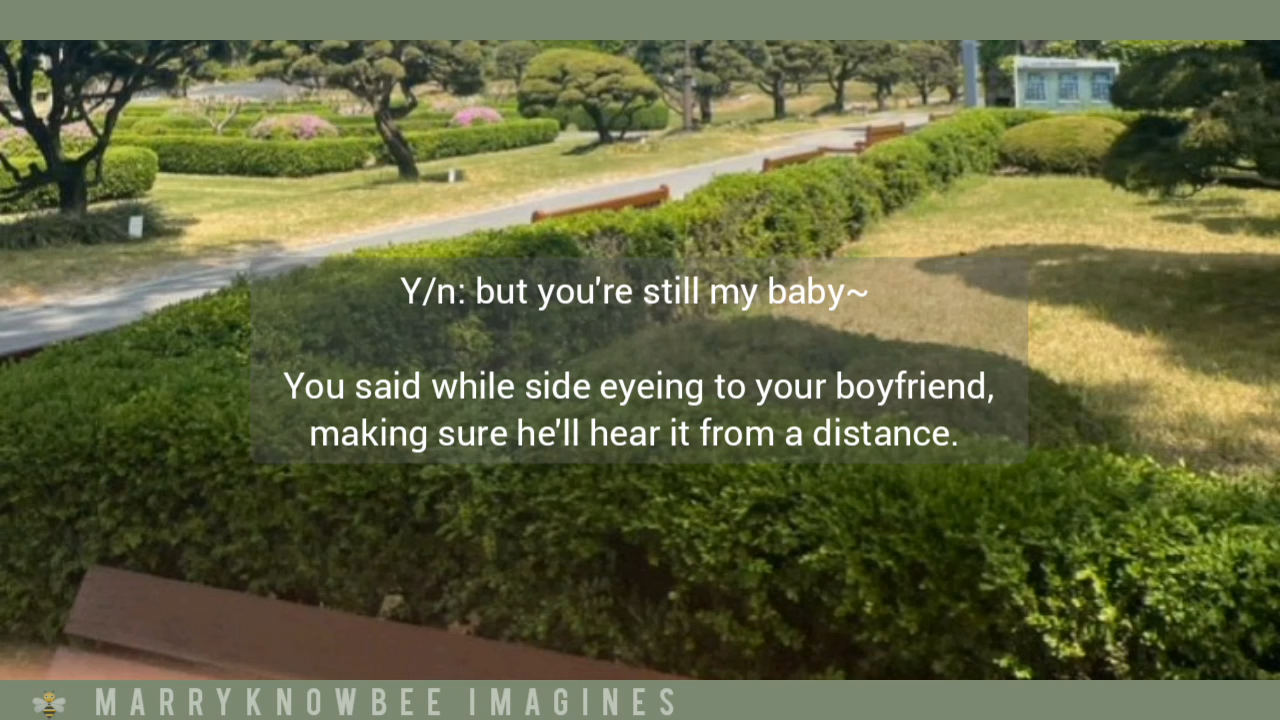 Y/n: but you're still my baby~
You said while side eyeing to your boyfriend,
making sure he'll hear it from a distance.
MARRYKNOWBEE IMAGINES